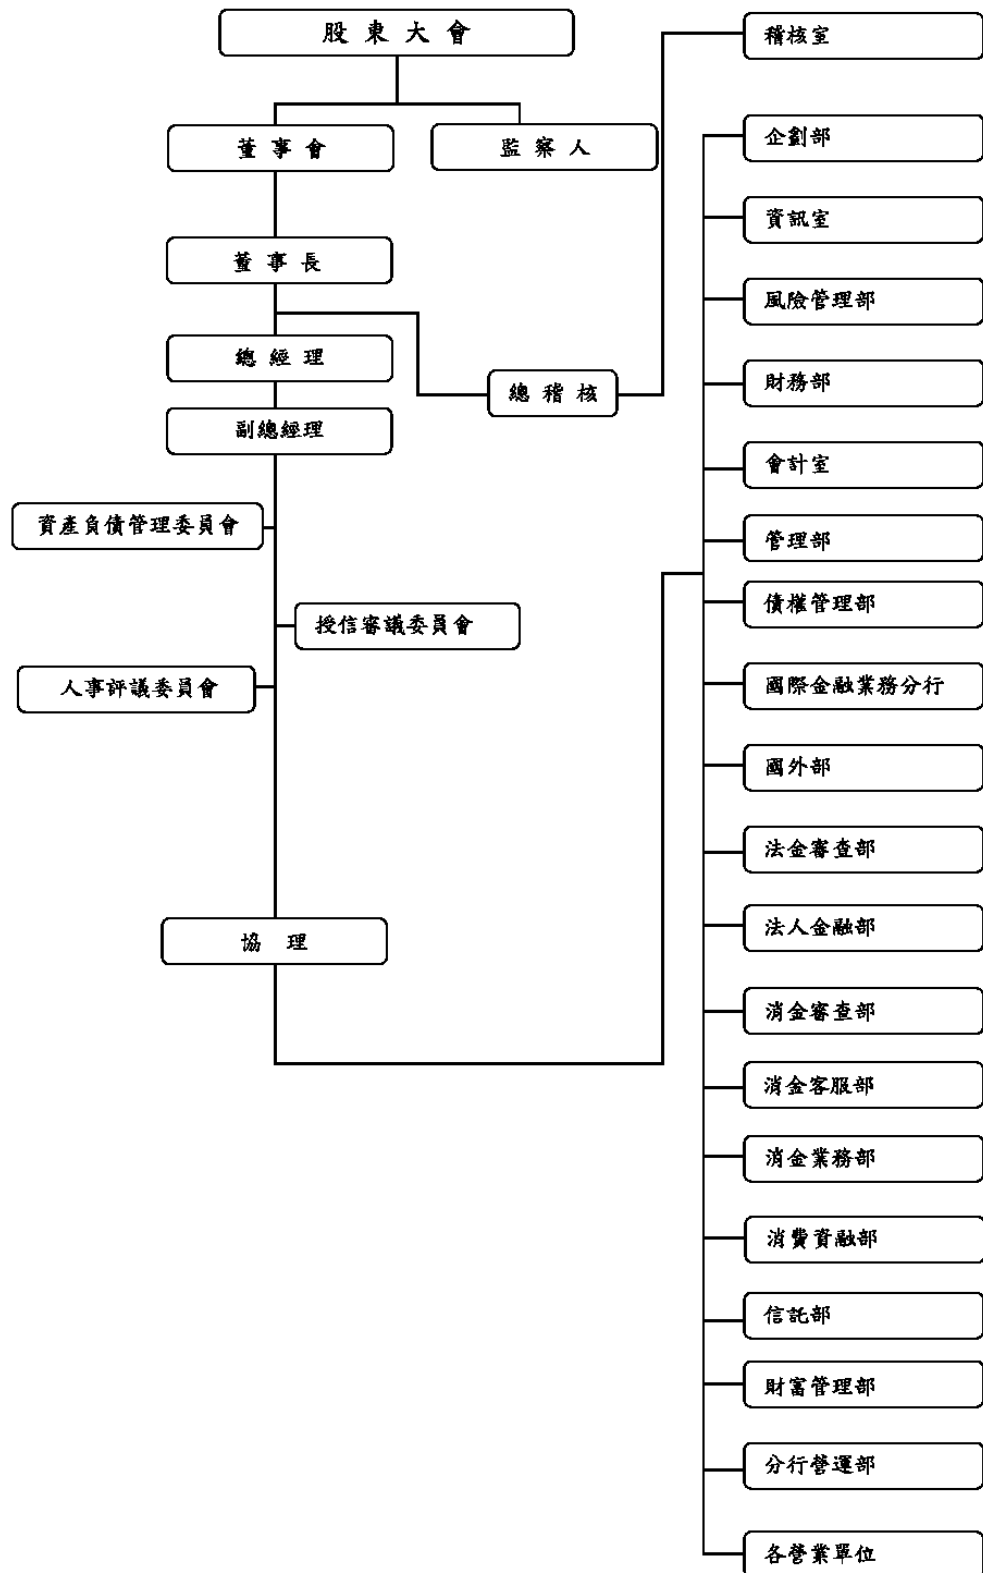 股東大會
董事會
監察人
董事長
總經理
總稽核
副總經理
資產負債管理委員會
授信審議委員會
人事評議委員會
協理
稽核室
企劃部
資訊室
風險管理部
財務部
會計室
管理部
債權管理部
國際金融業務分行
國外部
法金審查部
法人金融部
消金審查部
消金客服部
消金業務部
消費資融部
信託部
財富管理部
分行營運部
各營業單位